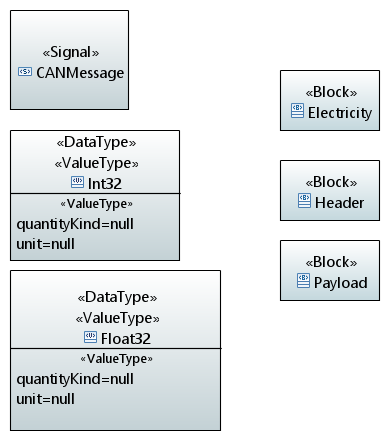 «Signal»
CANMessage
«DataType»
«ValueType»
Int32
«ValueType»
quantityKind=null
unit=null
«DataType»
«ValueType»
Float32
«ValueType»
quantityKind=null
unit=null
«Block»
Electricity
«Block»
Header
«Block»
Payload